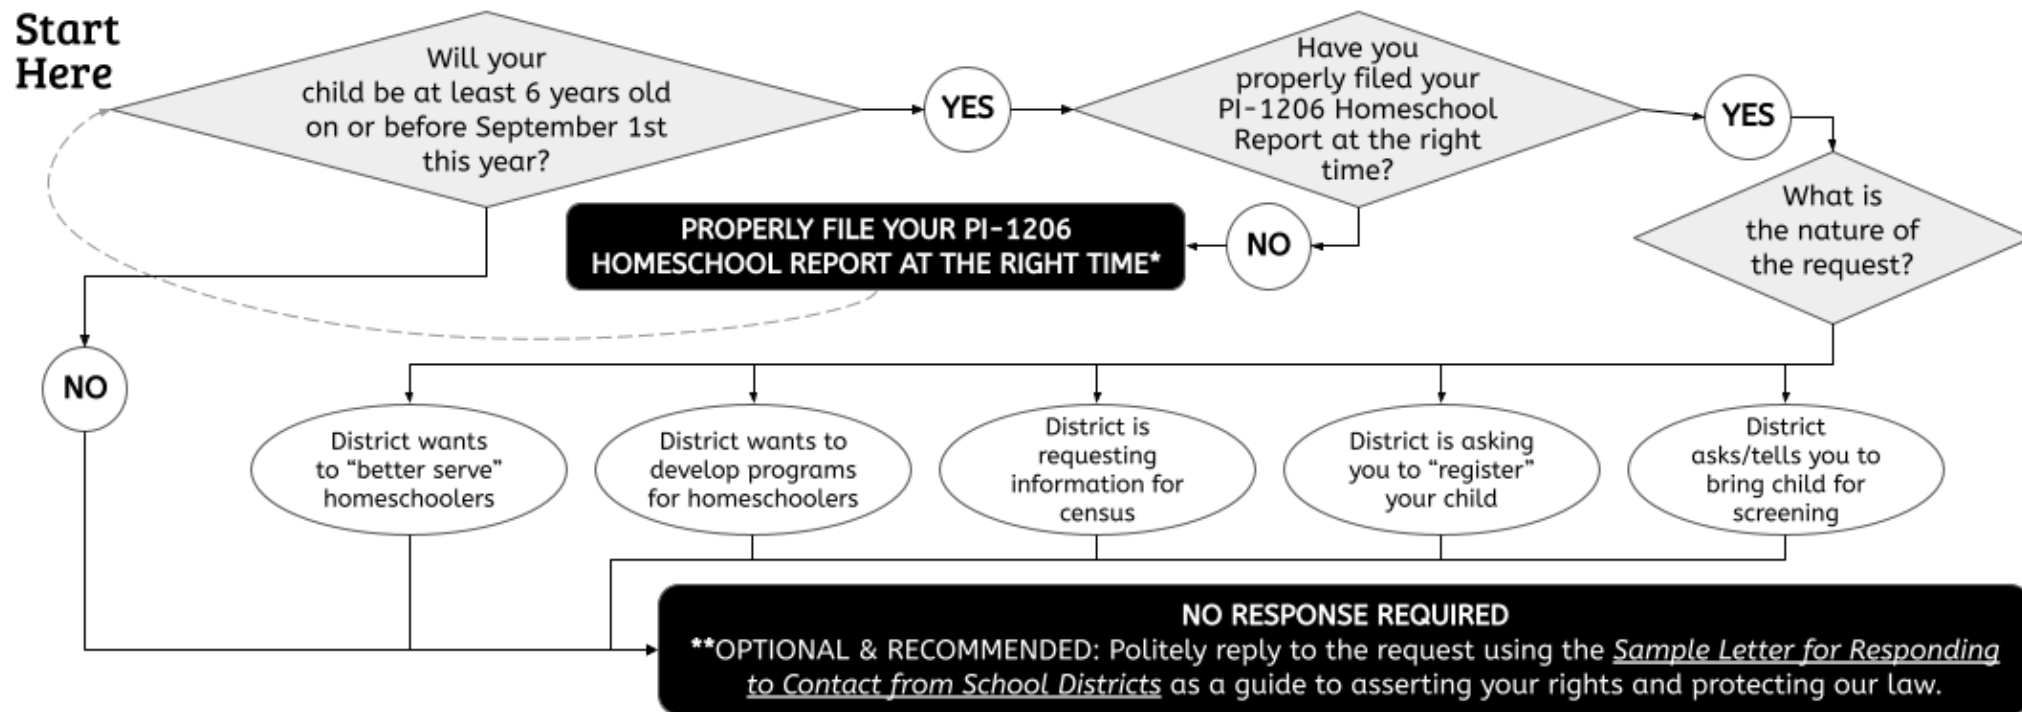 Start
Here
Will your
child be at least 6 years old
on or before September 1st
this year?
YES
Have you
properly filed your
PI-1206 Homeschool
Report at the right
time?
YES
What is
the nature of
the request?
NO
PROPERLY FILE YOUR PI-1206
HOMESCHOOL REPORT AT THE RIGHT TIME*
NO
District wants
to “better serve”
homeschoolers
District wants to
develop programs
for homeschoolers
District is
requesting
information for
census
District is asking
you to “register”
your child
District
asks/tells you to
bring child for
screening
NO RESPONSE REQUIRED
**OPTIONAL & RECOMMENDED: Politely reply to the request using the Sample Letter for Responding
to Contact from School Districts as a guide to asserting your rights and protecting our law.